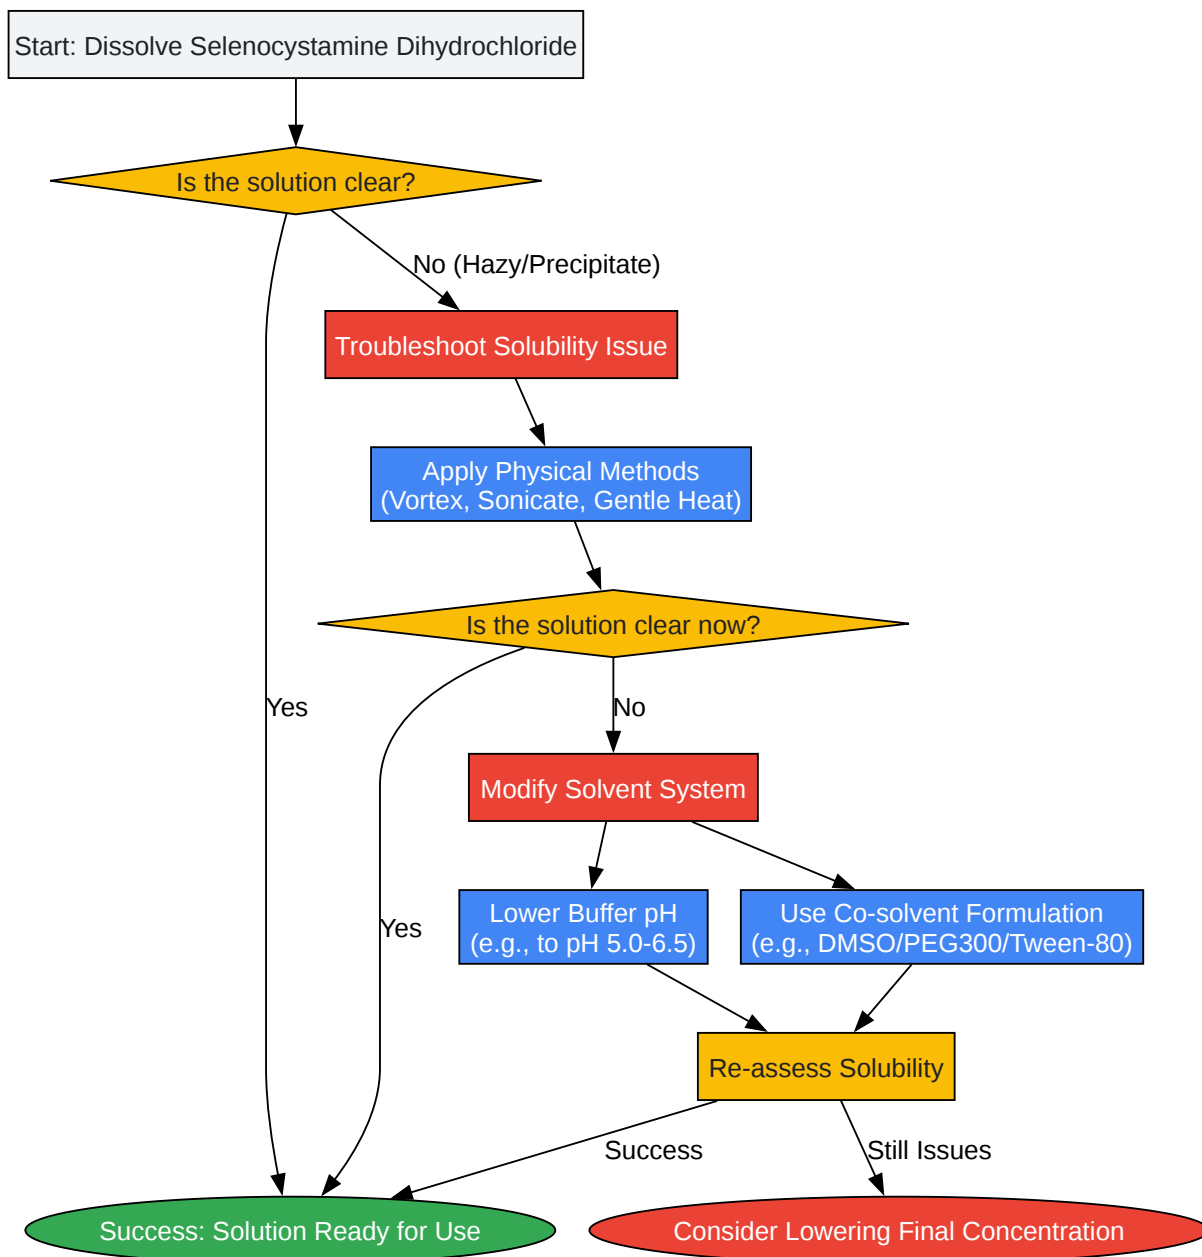 Start: Dissolve Selenocystamine Dihydrochloride
Is the solution clear?
No (Hazy/Precipitate)
Troubleshoot Solubility Issue
Apply Physical Methods
(Vortex, Sonicate, Gentle Heat)
Is the solution clear now?
Yes
No
Modify Solvent System
Lower Buffer pH
(e.g., to pH 5.0-6.5)
Use Co-solvent Formulation
(e.g., DMSO/PEG300/Tween-80)
Yes
Re-assess Solubility
Success
Still Issues
Success: Solution Ready for Use
Consider Lowering Final Concentration